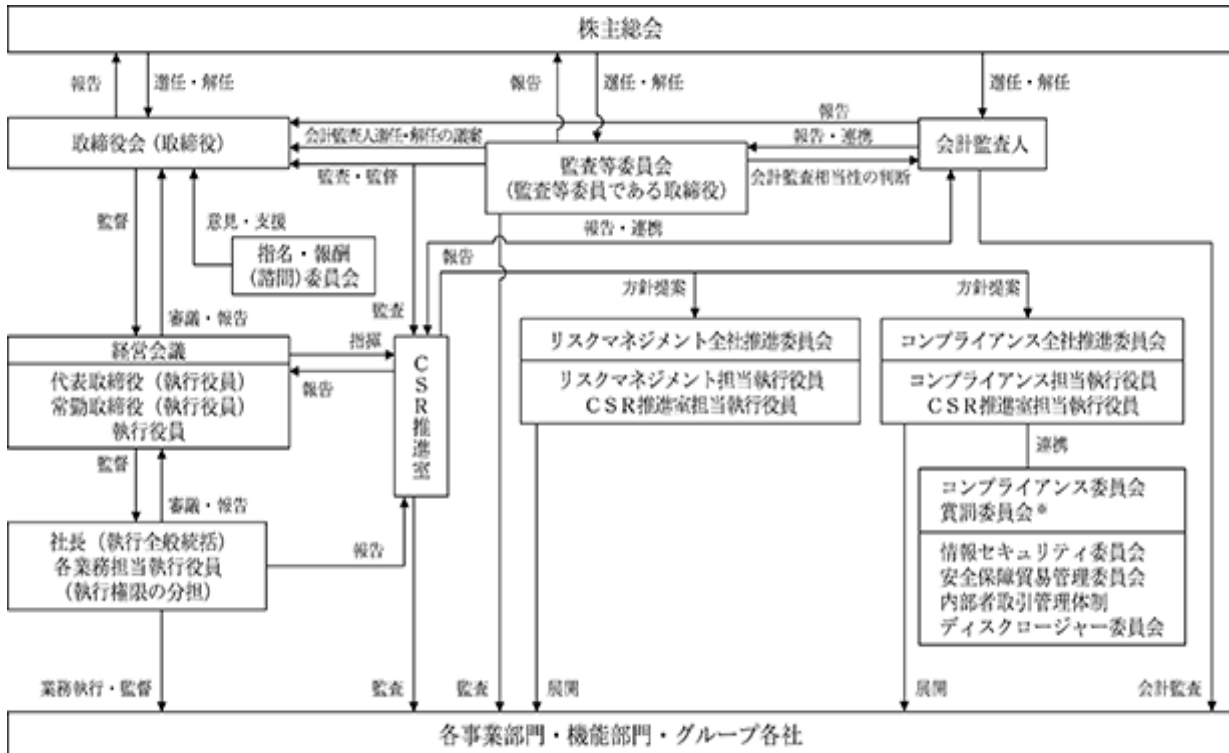 株主総会
報告
選任・解任
報告
選任・解任
選任・解任
取締役会 (取締役)
会計監査人選任・解任の議案
監査・監督
監査等委員会
(監査等委員である取締役)
報告
報告・連携
会計監査相当性の判断
会計監査人
監督
意見・支援
指名・報酬
(諮問) 委員会
審議・報告
監査
報告・連携
報告
方針提案
方針提案
経営会議
代表取締役 (執行役員)
常勤取締役 (執行役員)
執行役員
指揮
報告
CSR推進室
リスクマネジメント全社推進委員会
リスクマネジメント担当執行役員
CSR推進室担当執行役員
コンプライアンス全社推進委員会
コンプライアンス担当執行役員
CSR推進室担当執行役員
連携
監督
審議・報告
社長 (執行全般統括)
各業務担当執行役員
(執行権限の分担)
報告
コンプライアンス委員会
賞罰委員会※
情報セキュリティ委員会
安全保障貿易管理委員会
内部者取引管理体制
ディスクロージャー委員会
業務執行・監督
監査
監査
展開
展開
会計監査
各事業部門・機能部門・グループ各社